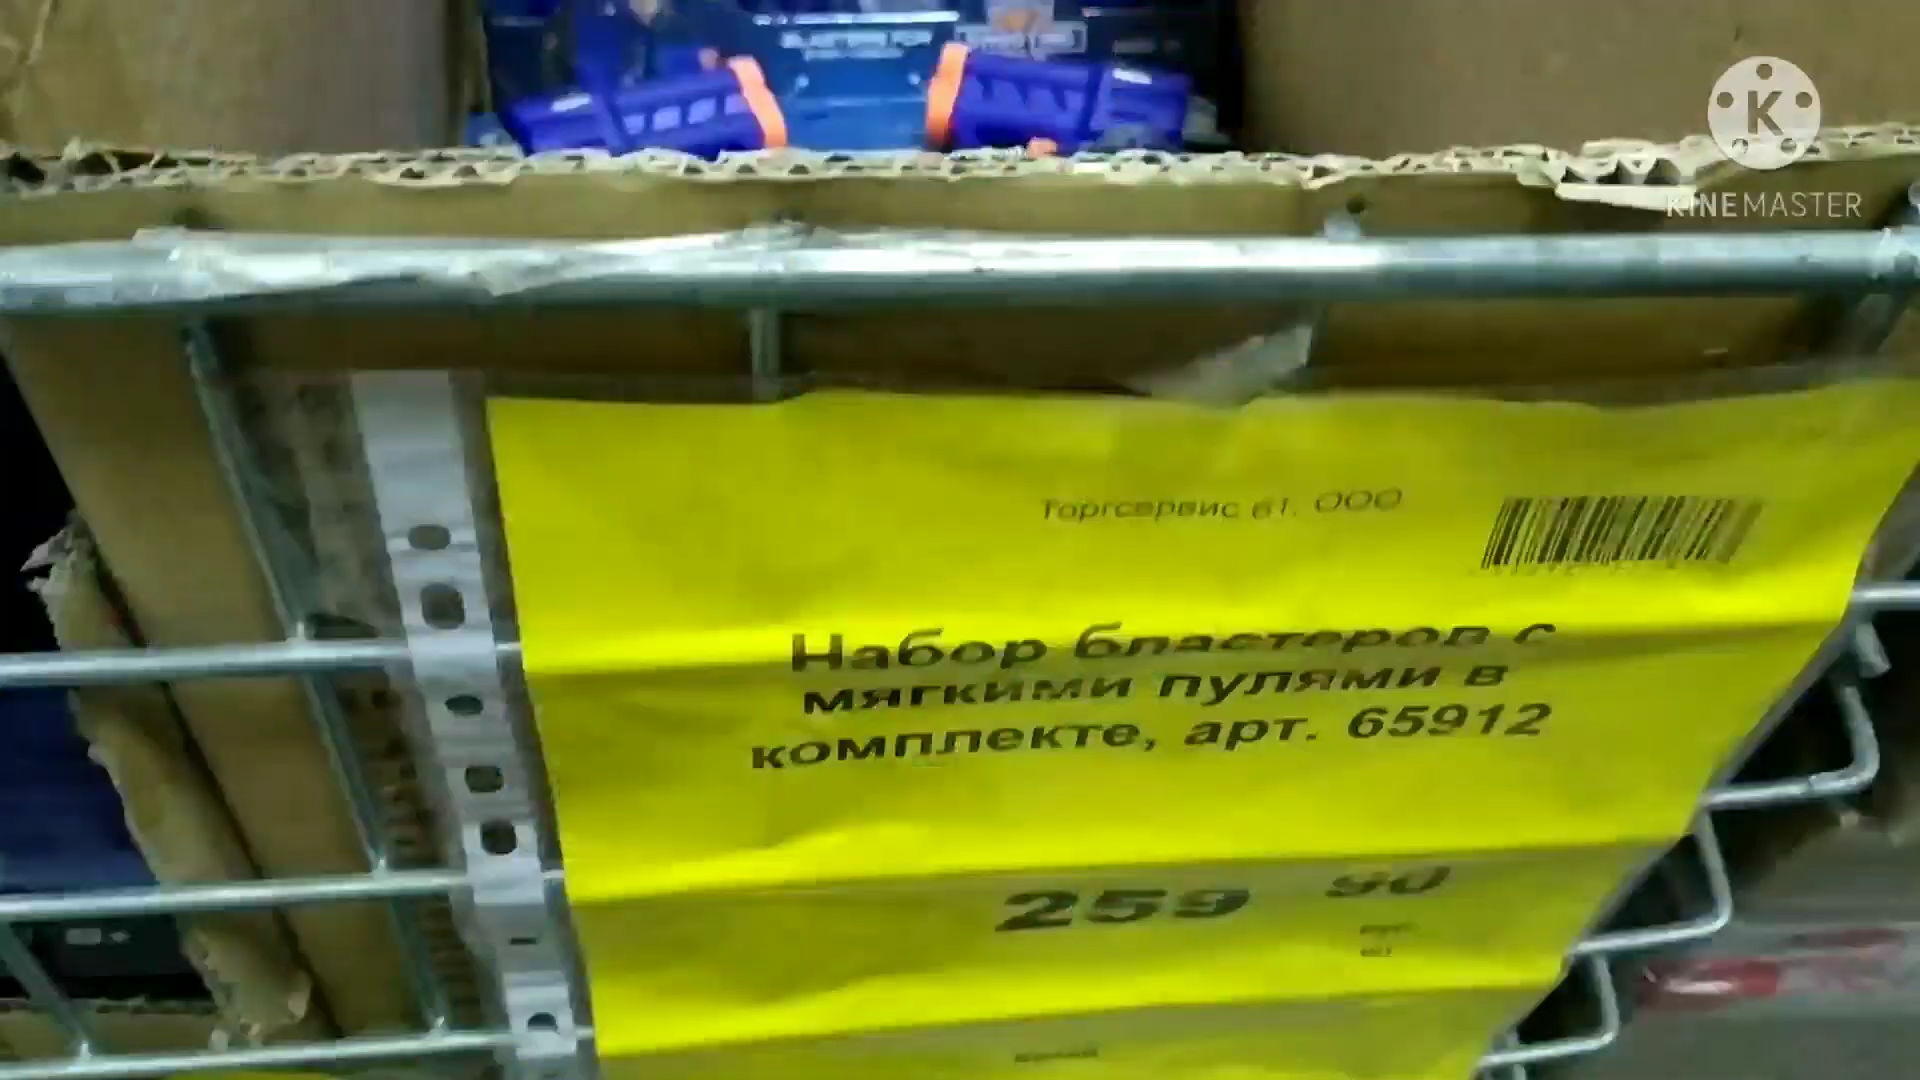 KINEMASTER
Торгсервис 61, ООО
Набор бластеров с
мягкими пулями в
комплекте, арт. 65912
259 90